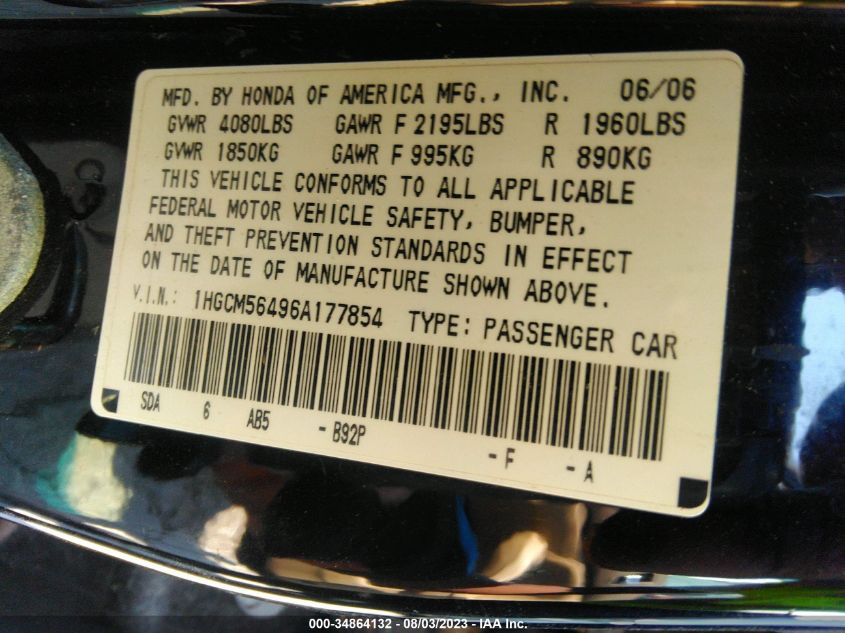 MFD. BY HONDA OF AMERICA MFG., INC. 06/06
GVWR 4080LBS GAWR F 2195LBS R 1960LBS
GVWR 1850KG GAWR F 995KG R 890KG
THIS VEHICLE CONFORMS TO ALL APPLICABLE
FEDERAL MOTOR VEHICLE SAFETY, BUMPER,
AND THEFT PREVENTION STANDARDS IN EFFECT
ON THE DATE OF MANUFACTURE SHOWN ABOVE.
V.I.N.: 1HGCM56496A177854 TYPE: PASSENGER CAR
SDA 6 AB5 - B92P - F - A
000-34864132 - 08/03/2023 - IAA Inc.